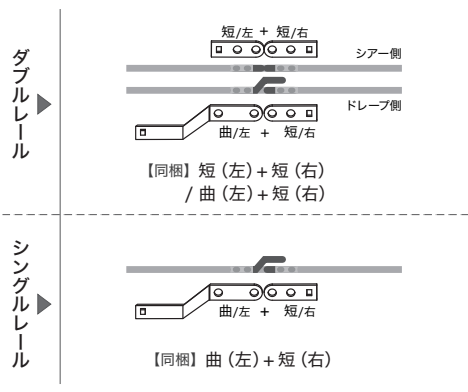 ダブルレール
短/左 + 短/右
シアー側
ドレープ側
曲/左 + 短/右
【同梱】短（左）+短（右）
/ 曲（左）+短（右）
シングルレール
曲/左 + 短/右
【同梱】曲（左）+短（右）